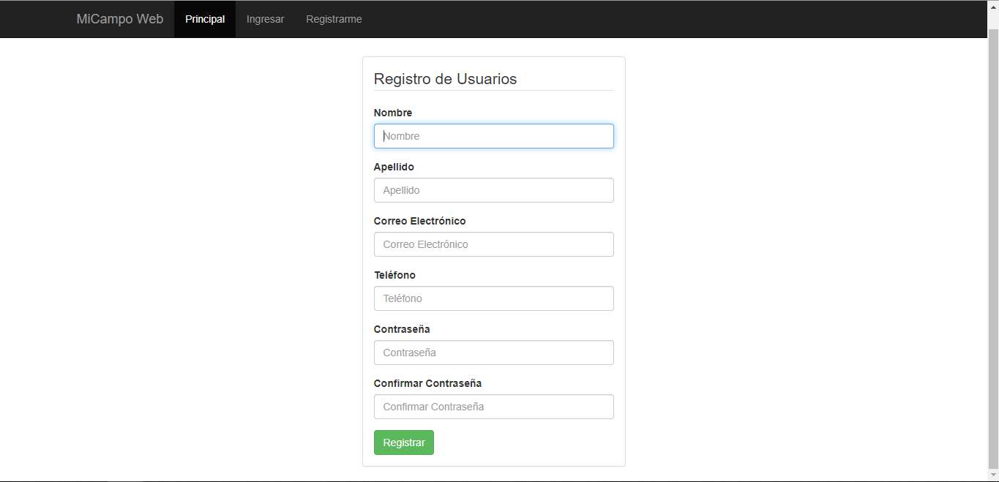 MiCampo Web Principal Ingresar Registrarme
Registro de Usuarios
Nombre
Nombre
Apellido
Apellido
Correo Electrónico
Correo Electrónico
Teléfono
Teléfono
Contraseña
Contraseña
Confirmar Contraseña
Confirmar Contraseña
Registrar